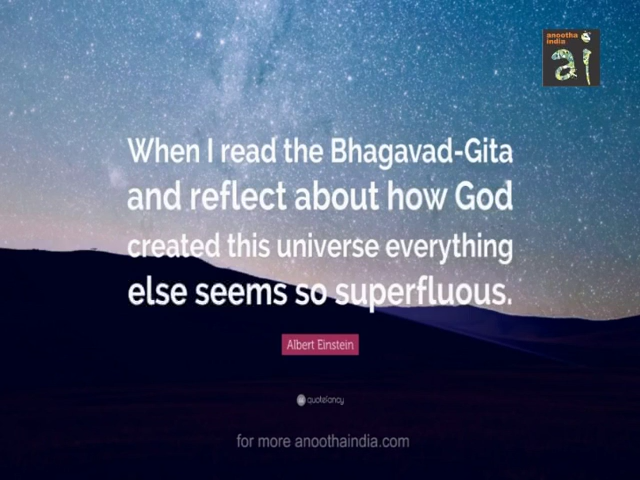 anootha
india
ai
When I read the Bhagavad-Gita
and reflect about how God
created this universe everything
else seems so superfluous.
Albert Einstein
quotefancy
for more anoothaindia.com